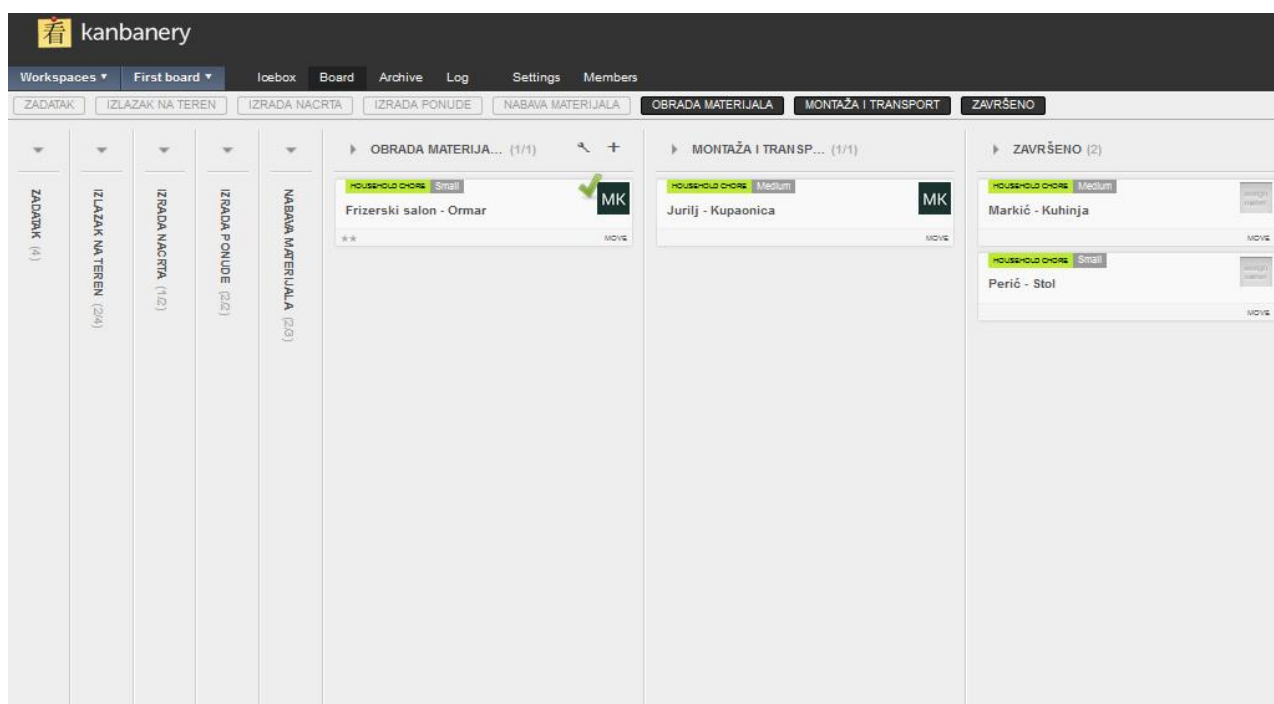 看 kanbanery
Workspaces First board Icebox Board Archive Log Settings Members
ZADATAK IZLAZAK NA TEREN IZRADA NACRTA IZRADA PONUDE NABAVA MATERIJALA OBRADA MATERIJALA MONTAŽA I TRANSPORT ZAVRŠENO
ZADATAK (4)
IZLAZAK NA TEREN (2/4)
IZRADA NACRTA (1/2)
IZRADA PONUDE (2/2)
NABAVA MATERIJALA (2/3)
OBRADA MATERIJA... (1/1)
HOUSEHOLD CHORE Small
MK
Frizerski salon - Ormar
MOVE
MONTAŽA I TRANSP... (1/1)
HOUSEHOLD CHORE Medium
MK
Jurilj - Kupaonica
MOVE
ZAVRŠENO (2)
HOUSEHOLD CHORE Medium
Markić - Kuhinja
MOVE
HOUSEHOLD CHORE Small
Perić - Stol
MOVE